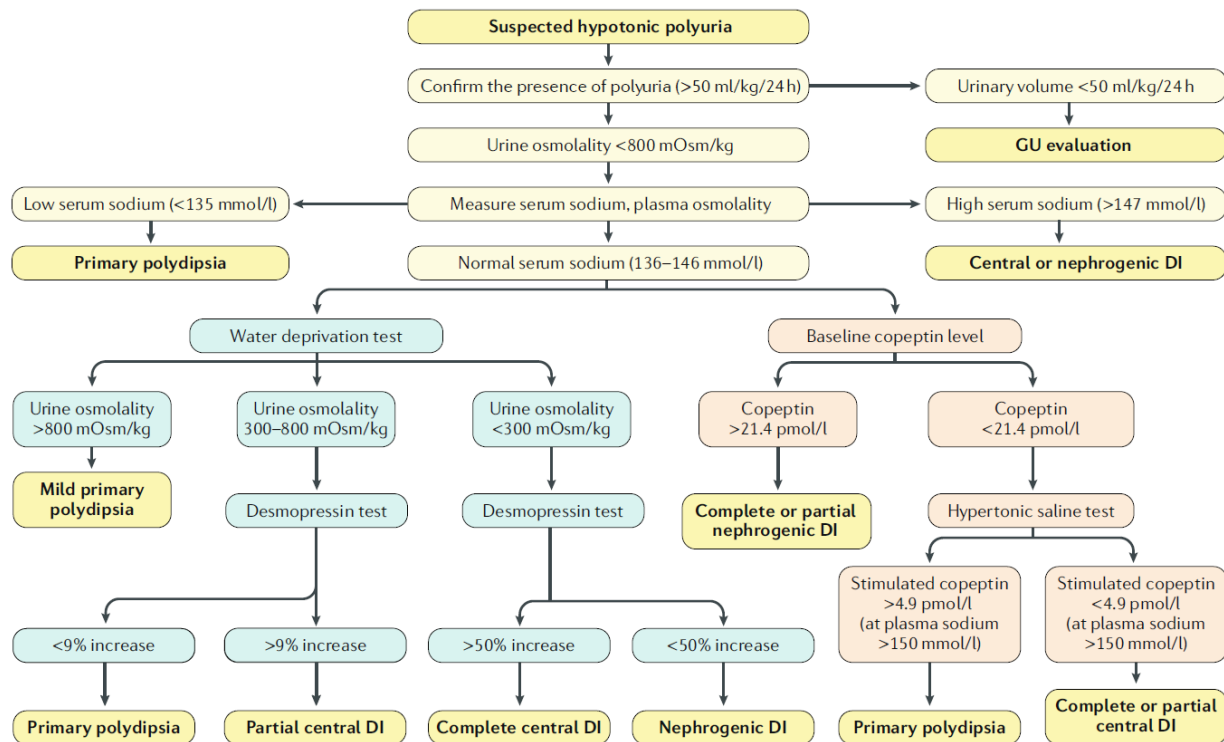 Suspected hypotonic polyuria
Confirm the presence of polyuria (>50 ml/kg/24 h)
Urinary volume <50 ml/kg/24 h
Urine osmolality <800 mOsm/kg
GU evaluation
Low serum sodium (<135 mmol/l)
Measure serum sodium, plasma osmolality
High serum sodium (>147 mmol/l)
Primary polydipsia
Normal serum sodium (136–146 mmol/l)
Central or nephrogenic DI
Water deprivation test
Baseline copeptin level
Urine osmolality
>800 mOsm/kg
Urine osmolality
300–800 mOsm/kg
Urine osmolality
<300 mOsm/kg
Copeptin
>21.4 pmol/l
Copeptin
<21.4 pmol/l
Mild primary
polydipsia
Desmopressin test
Desmopressin test
Complete or partial
nephrogenic DI
Hypertonic saline test
<9% increase
>9% increase
>50% increase
<50% increase
Stimulated copeptin
>4.9 pmol/l
(at plasma sodium
>150 mmol/l)
Stimulated copeptin
<4.9 pmol/l
(at plasma sodium
>150 mmol/l)
Primary polydipsia
Partial central DI
Complete central DI
Nephrogenic DI
Primary polydipsia
Complete or partial
central DI